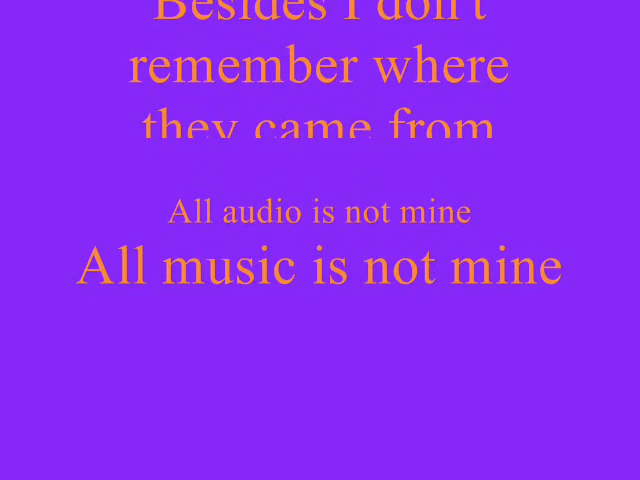 Besides I don't
remember where
they came from
All audio is not mine
All music is not mine